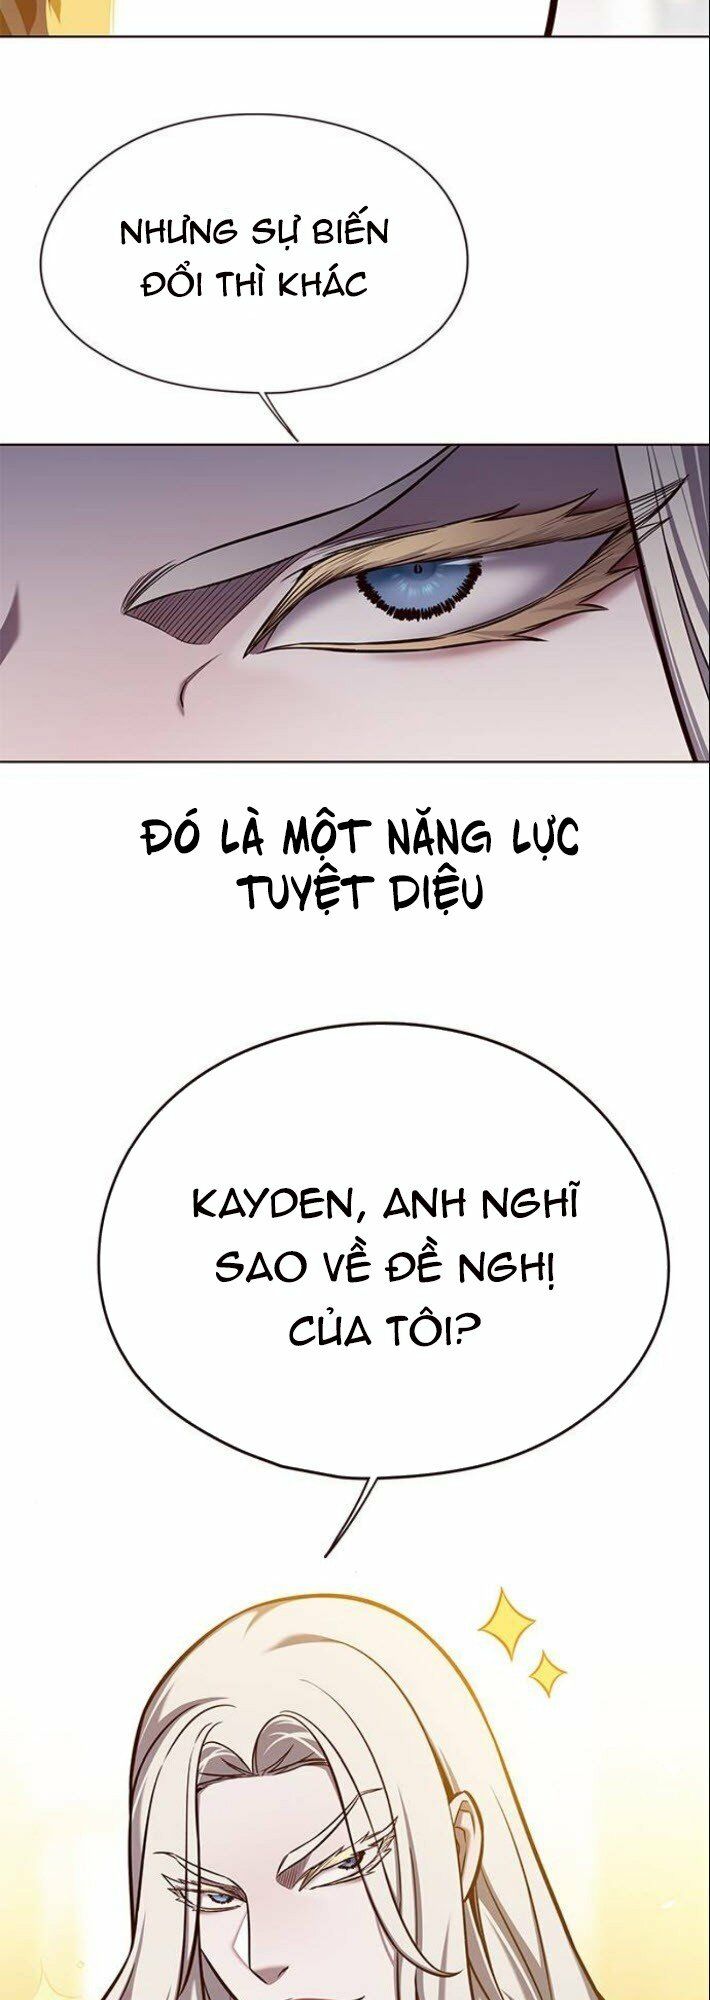 NHƯNG SỰ BIẾN
ĐỔI THÌ KHÁC
ĐÓ LÀ MỘT NĂNG LỰC
TUYỆT DIỆU
KAYDEN, ANH NGHĨ
SAO VỀ ĐỀ NGHỊ
CỦA TÔI?